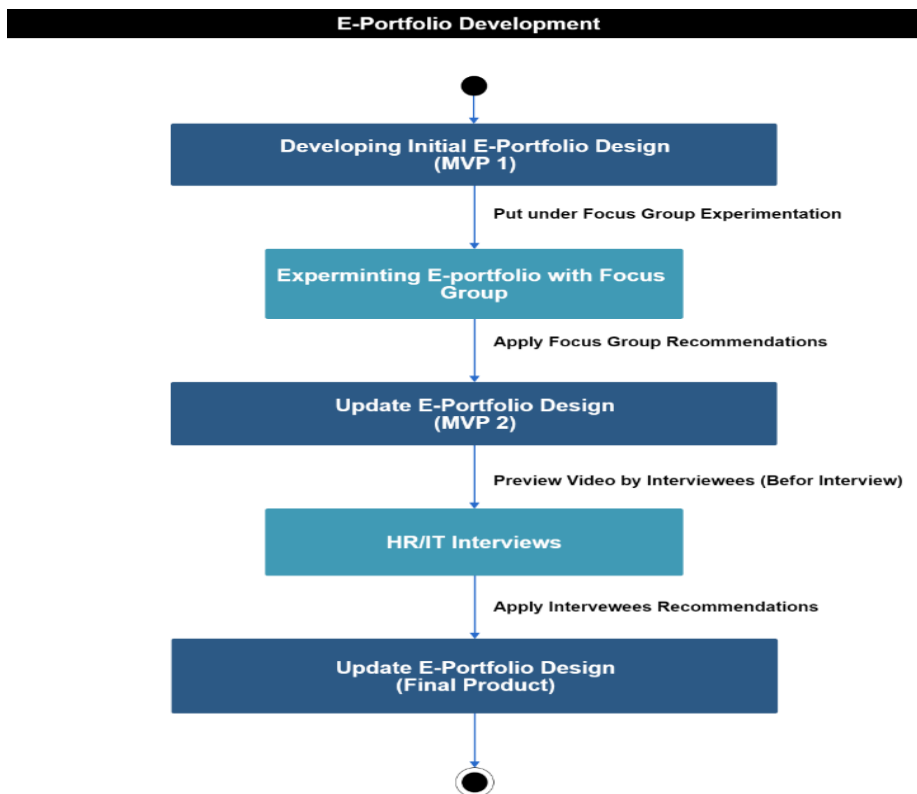 E-Portfolio Development
Developing Initial E-Portfolio Design
(MVP 1)
Put under Focus Group Experimentation
Experminting E-portfolio with Focus
Group
Apply Focus Group Recommendations
Update E-Portfolio Design
(MVP 2)
Preview Video by Interviewees (Befor Interview)
HR/IT Interviews
Apply Intervewees Recommendations
Update E-Portfolio Design
(Final Product)